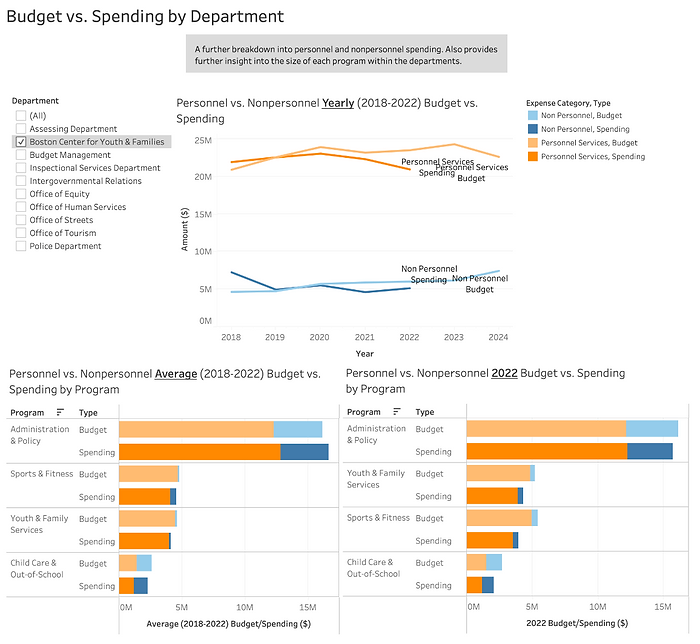 Budget vs. Spending by Department
A further breakdown into personnel and nonpersonnel spending. Also provides
further insight into the size of each program within the departments.
Department
(All)
Assessing Department
Boston Center for Youth & Families
Budget Management
Inspectional Services Department
Intergovernmental Relations
Office of Equity
Office of Human Services
Office of Streets
Office of Tourism
Police Department
Personnel vs. Nonpersonnel Yearly (2018-2022) Budget vs.
Spending
25M
20M
15M
10M
5M
0M
Amount ($)
Personnel Services
Spending
Personnel Services
Budget
Non Personnel
Spending
Non Personnel
Budget
2018 2019 2020 2021 2022 2023 2024
Year
Expense Category, Type
Non Personnel, Budget
Non Personnel, Spending
Personnel Services, Budget
Personnel Services, Spending
Personnel vs. Nonpersonnel Average (2018-2022) Budget vs.
Spending by Program
Program Type
Administration
& Policy
Budget
Spending
Sports & Fitness
Budget
Spending
Youth & Family
Services
Budget
Spending
Child Care &
Out-of-School
Budget
Spending
0M 5M 10M 15M
Average (2018-2022) Budget/Spending ($)
Personnel vs. Nonpersonnel 2022 Budget vs. Spending
by Program
Program Type
Administration
& Policy
Budget
Spending
Youth & Family
Services
Budget
Spending
Sports & Fitness
Budget
Spending
Child Care &
Out-of-School
Budget
Spending
0M 5M 10M 15M
2022 Budget/Spending ($)